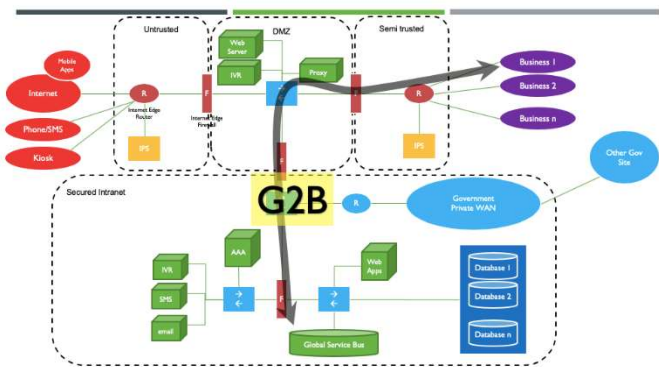 Untrusted
DMZ
Semi trusted
Mobile
Apps
Web
Server
IVR
Proxy
Business 1
Internet
R
F
R
Business 2
Internet Edge
Router
Internet Edge
Firewall
Phone/SMS
Business n
IPS
IPS
Kiosk
Other Gov
Site
F
Secured Intranet
G2B
R
Government
Private WAN
AAA
Web
Apps
IVR
Database 1
SMS
F
Database 2
email
Database n
Global Service Bus